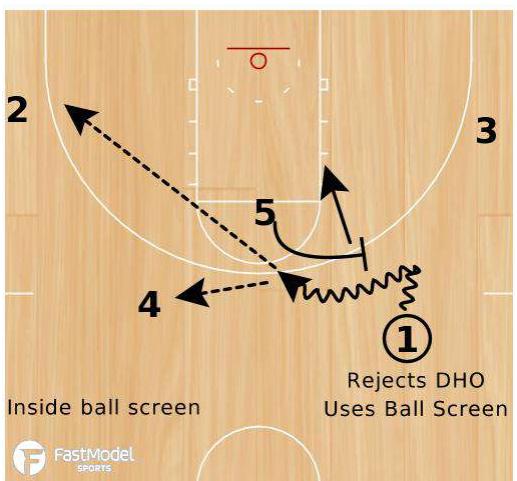 2
3
5
4
1
Rejects DHO
Inside ball screen
Uses Ball Screen
F FastModel
SPORTS